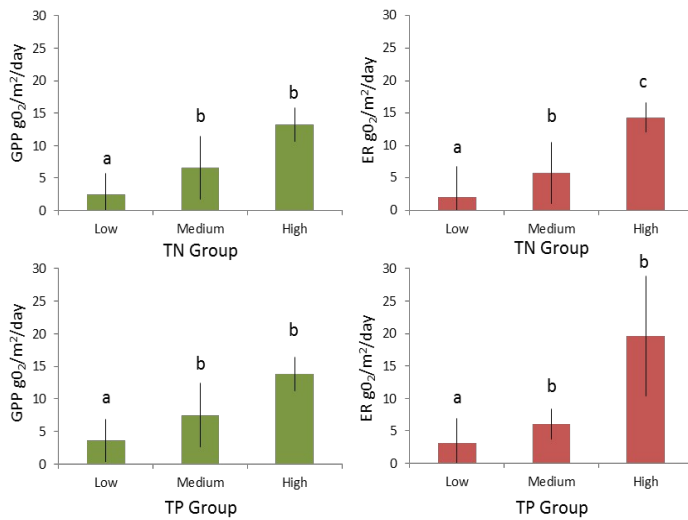 GPP g0₂/m²/day
30
25
20
15
10
5
0
a
b
b
Low
Medium
High
TN Group
ER g0₂/m²/day
30
25
20
15
10
5
0
a
b
c
Low
Medium
High
TN Group
GPP g0₂/m²/day
30
25
20
15
10
5
0
a
b
b
Low
Medium
High
TP Group
ER g0₂/m²/day
30
25
20
15
10
5
0
a
b
b
Low
Medium
High
TP Group